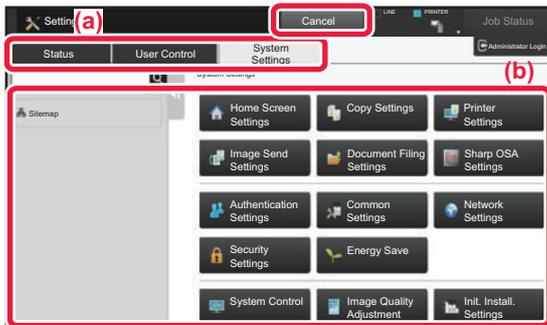 Settings
(a)
Cancel
LINE
PRINTER
Job Status
Status
User Control
System
Settings
Administrator Login
(b)
System Settings
Sitemap
Home Screen
Settings
Copy Settings
Printer
Settings
Image Send
Settings
Document Filing
Settings
Sharp OSA
Settings
Authentication
Settings
Common
Settings
Network
Settings
Security
Settings
Energy Save
System Control
Image Quality
Adjustment
Init. Install.
Settings